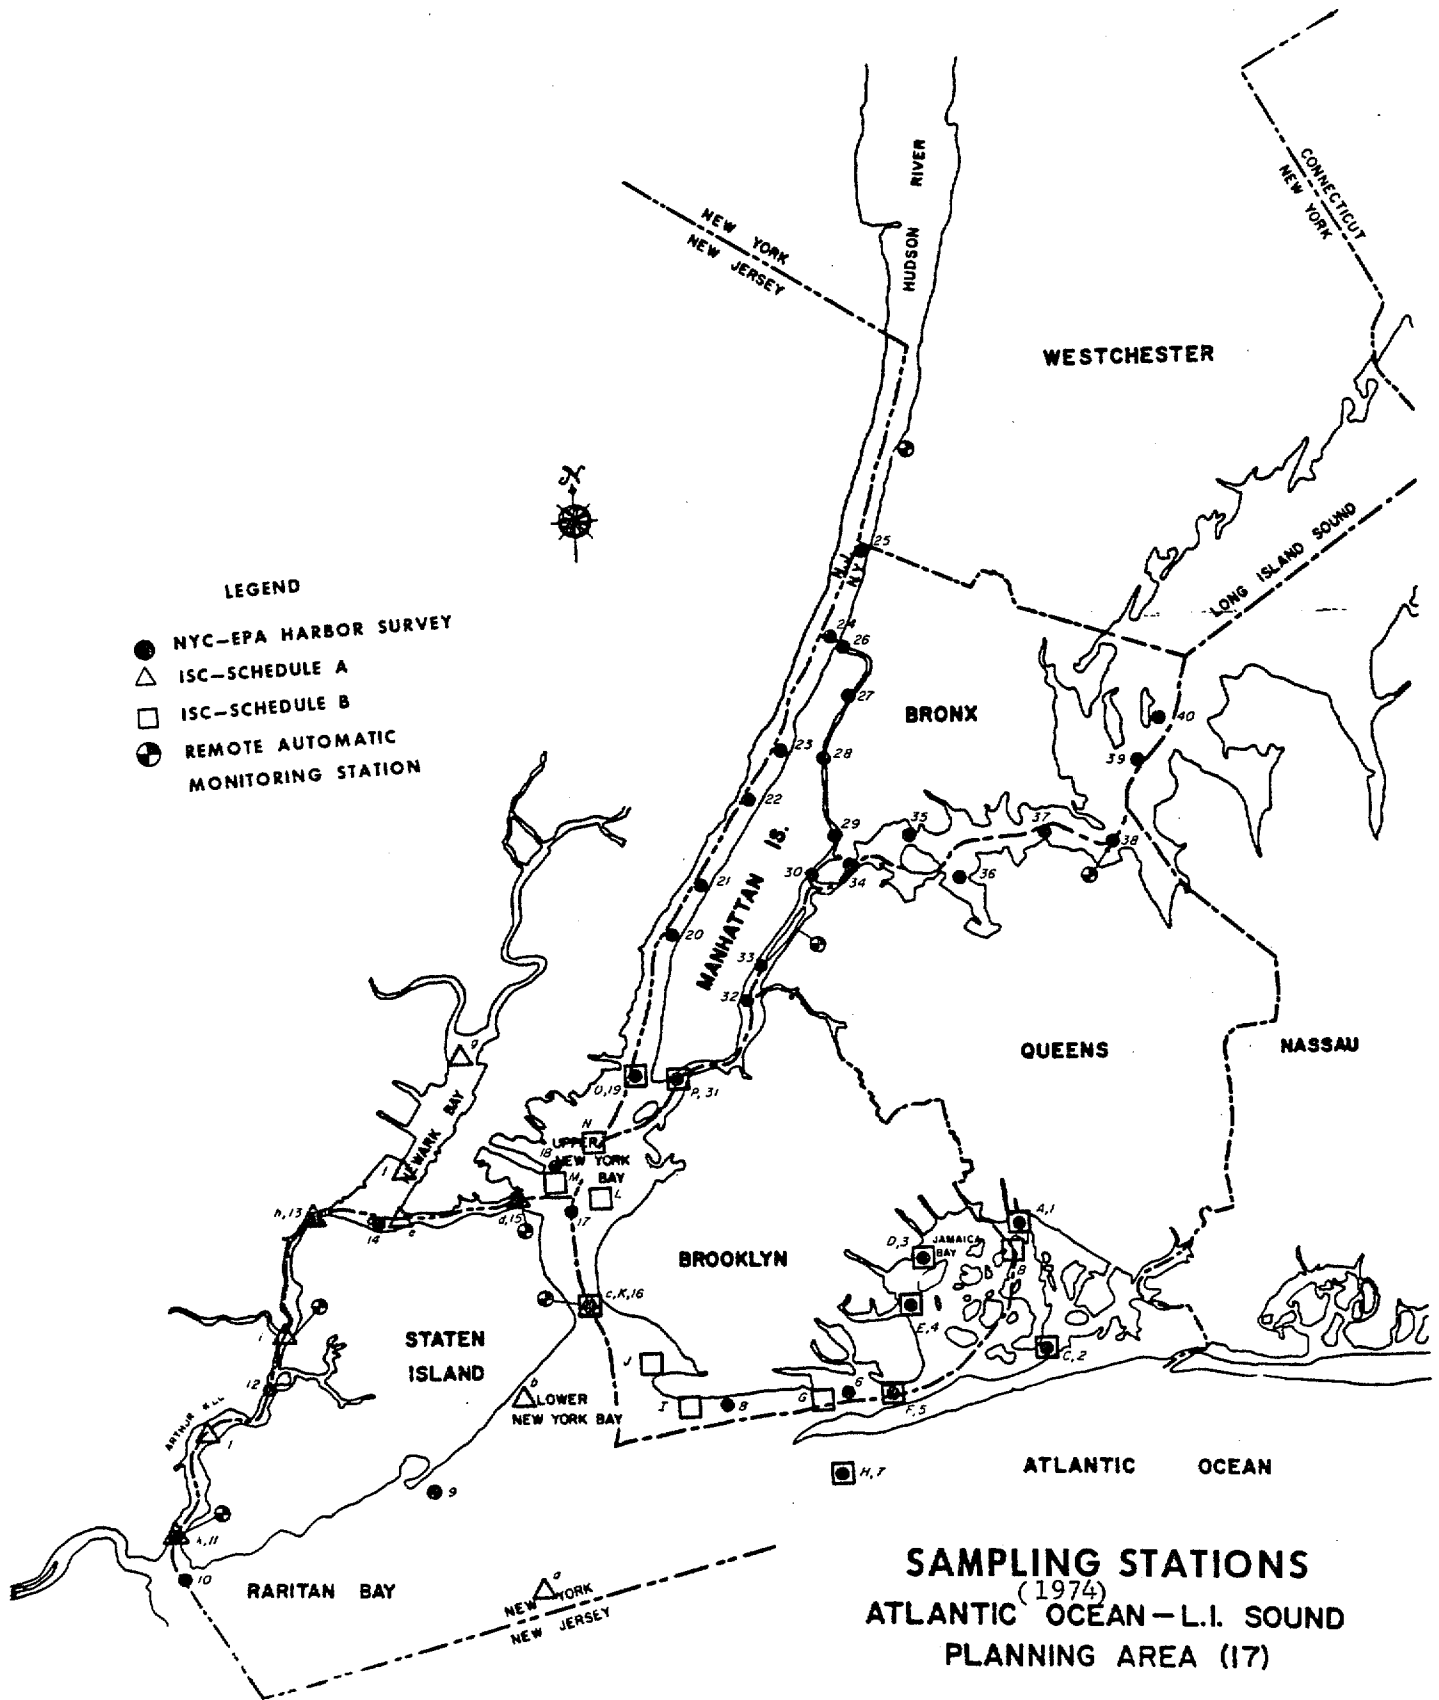 CONNECTICUT
NEW YORK
HUDSON RIVER
NEW YORK
NEW JERSEY
WESTCHESTER
N
LONG ISLAND SOUND
25
N.J.
N.Y.
LEGEND
NYC-EPA HARBOR SURVEY
ISC-SCHEDULE A
ISC-SCHEDULE B
REMOTE AUTOMATIC
MONITORING STATION
24
26
27
BRONX
40
23
28
39
22
29
35
37
38
MANHATTAN IS.
30
34
36
21
20
33
32
QUEENS
NASSAU
g
O,19
P,31
NEWARK BAY
N
UPPER
NEW YORK
BAY
18
M
L
h,13
14
e
d,15
17
A,1
D,3
JAMAICA
BAY
B
BROOKLYN
c,K,16
E,4
C,2
STATEN
ISLAND
i
J
12
b
LOWER
NEW YORK BAY
I
8
G
6
F,5
ARTHUR KILL
ATLANTIC OCEAN
H,7
9
k,11
10
RARITAN BAY
a
NEW YORK
NEW JERSEY
SAMPLING STATIONS
(1974)
ATLANTIC OCEAN-L.I. SOUND
PLANNING AREA (17)